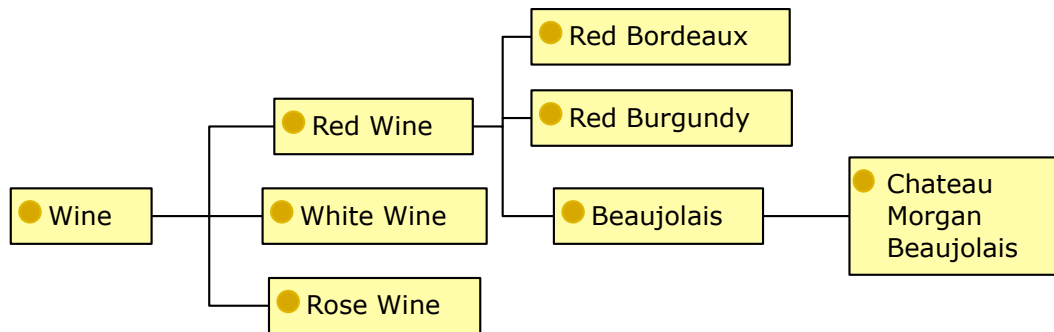 Red Bordeaux
Red Wine
Red Burgundy
Wine
White Wine
Beaujolais
Chateau
Morgan
Beaujolais
Rose Wine